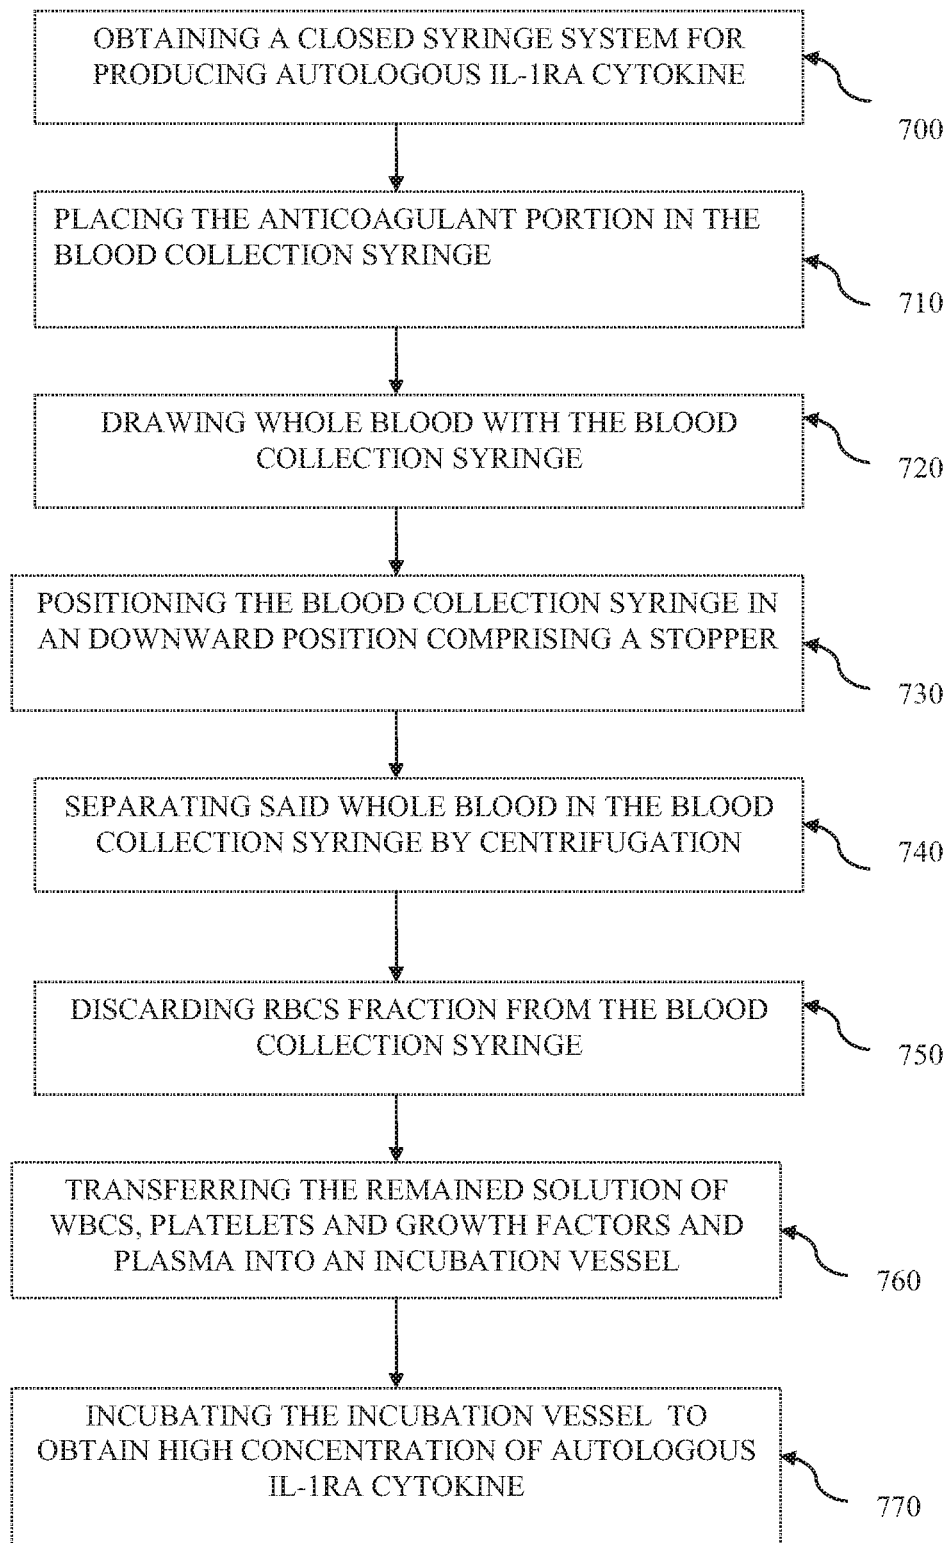 OBTAINING A CLOSED SYRINGE SYSTEM FOR
PRODUCING AUTOLOGOUS IL-1RA CYTOKINE
700
PLACING THE ANTICOAGULANT PORTION IN THE
BLOOD COLLECTION SYRINGE
710
DRAWING WHOLE BLOOD WITH THE BLOOD
COLLECTION SYRINGE
720
POSITIONING THE BLOOD COLLECTION SYRINGE IN
AN DOWNWARD POSITION COMPRISING A STOPPER
730
SEPARATING SAID WHOLE BLOOD IN THE BLOOD
COLLECTION SYRINGE BY CENTRIFUGATION
740
DISCARDING RBCS FRACTION FROM THE BLOOD
COLLECTION SYRINGE
750
TRANSFERRING THE REMAINED SOLUTION OF
WBCS, PLATELETS AND GROWTH FACTORS AND
PLASMA INTO AN INCUBATION VESSEL
760
INCUBATING THE INCUBATION VESSEL TO
OBTAIN HIGH CONCENTRATION OF AUTOLOGOUS
IL-1RA CYTOKINE
770